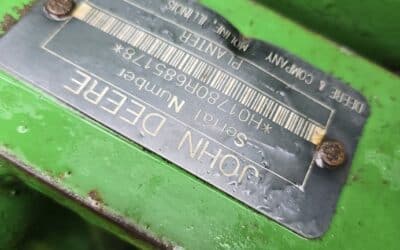 JOHN DEERE
Serial Number
*H01780R685178*
PLANTER
DEERE & COMPANY MOLINE, ILLINOIS